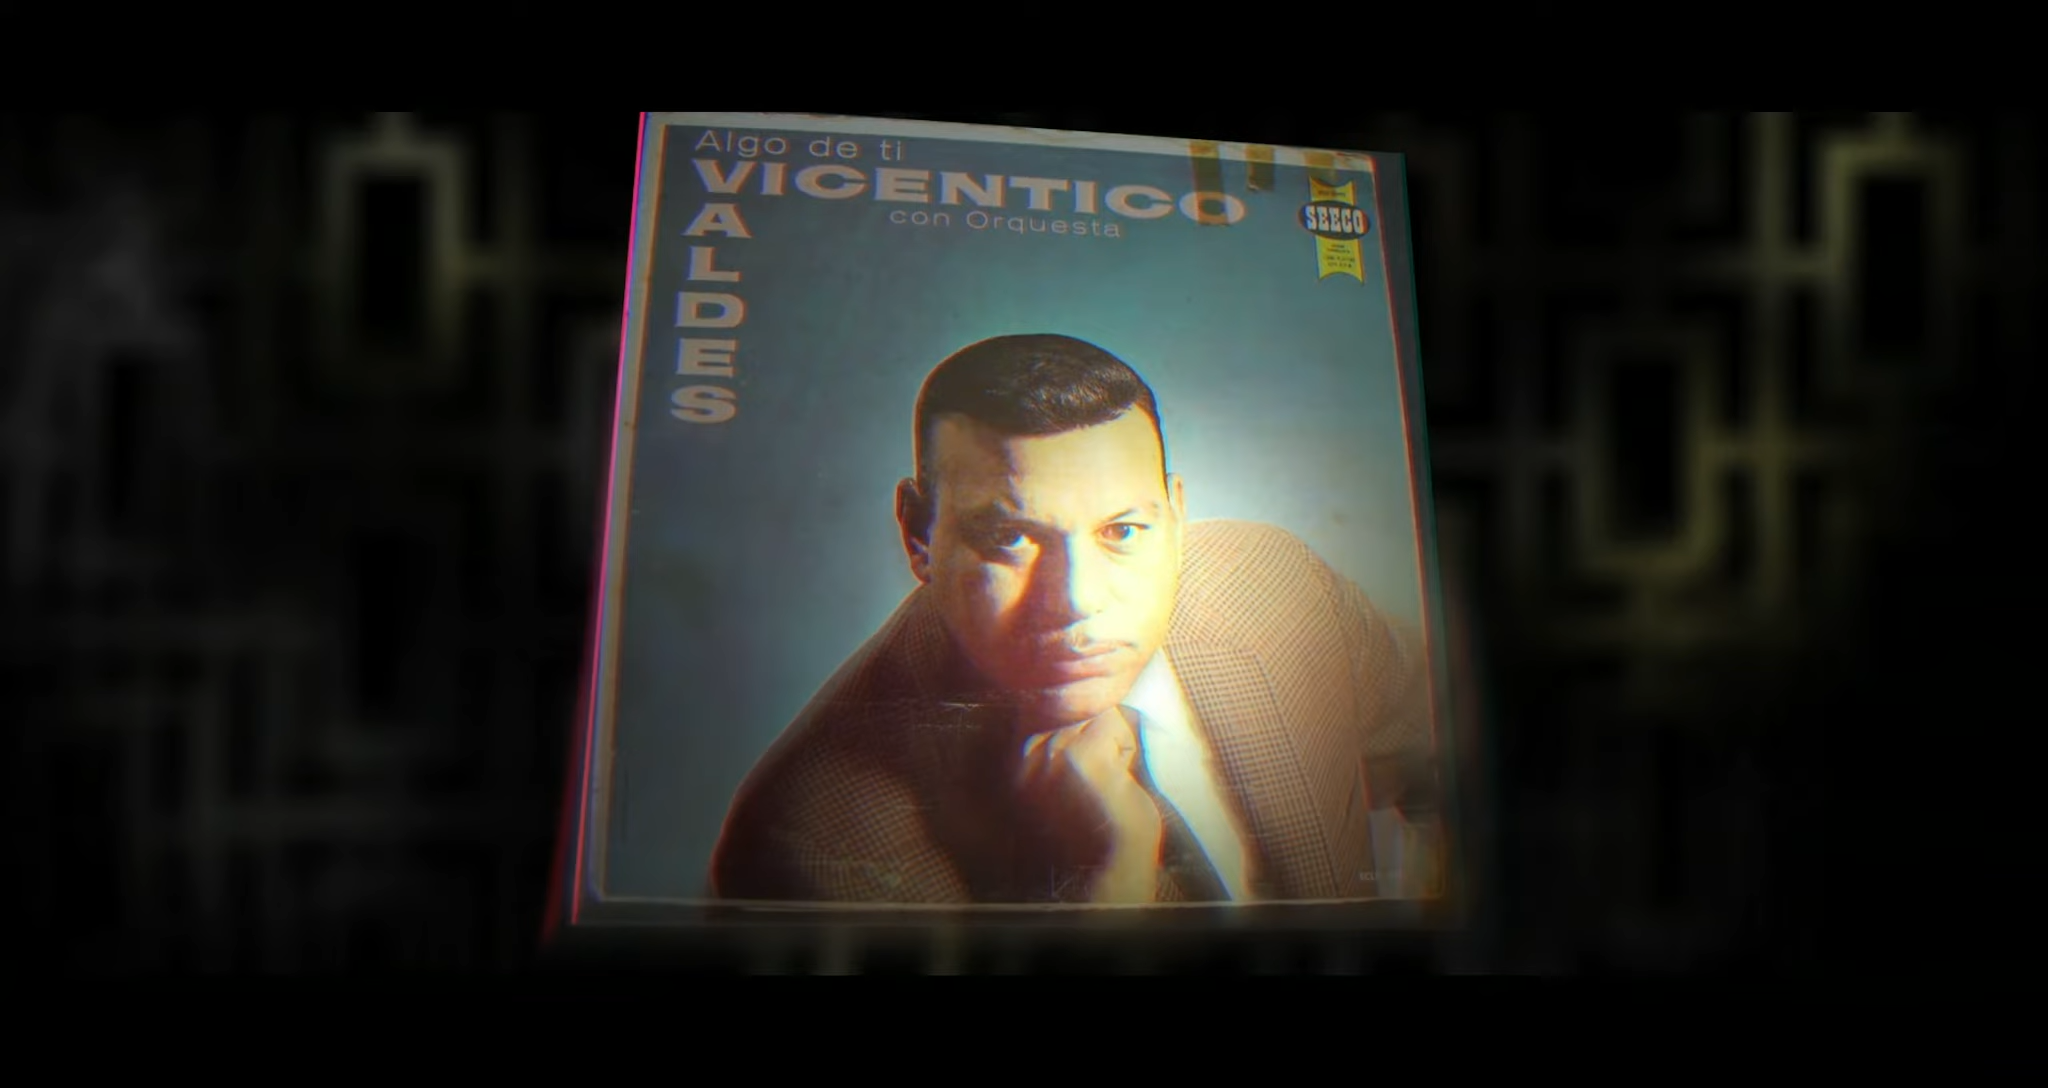 Algo de ti
VICENTICO
VALDES
con Orquesta
SEECO